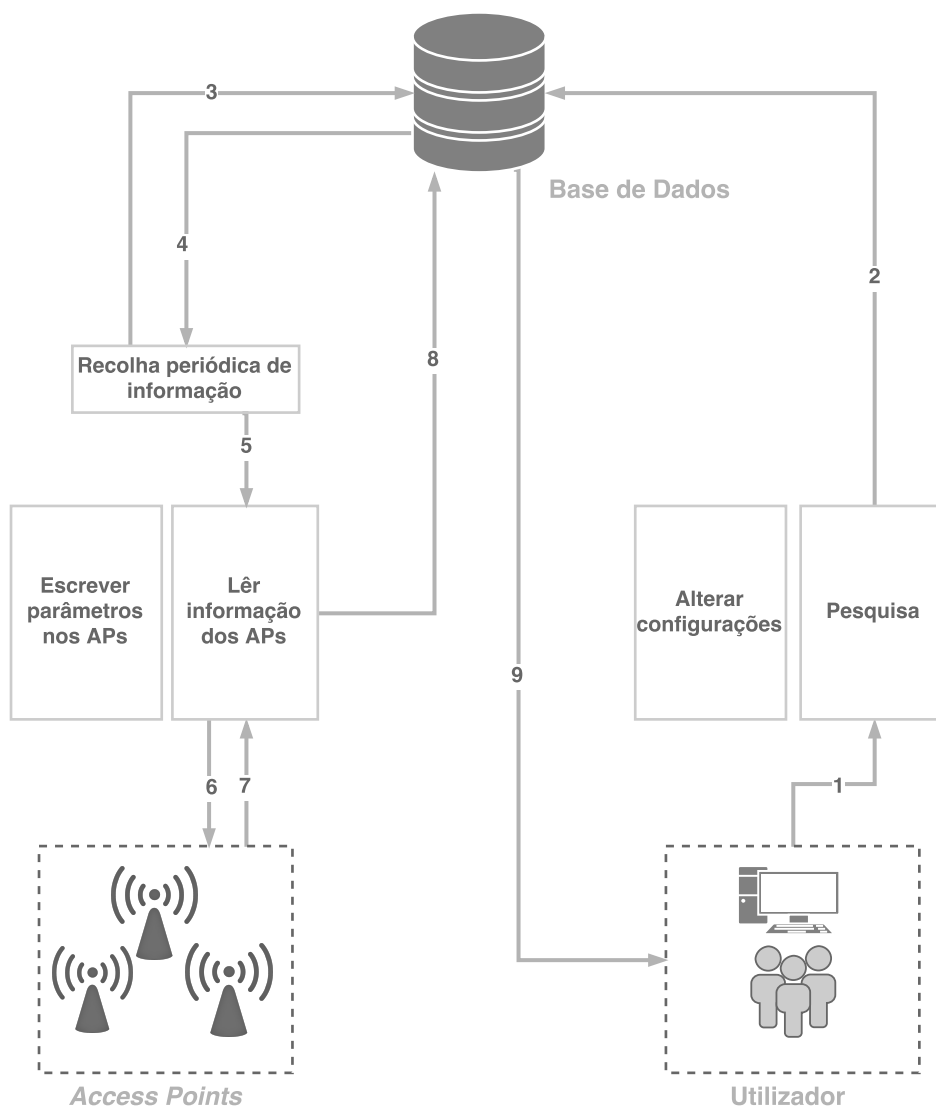 3
Base de Dados
4
2
8
Recolha periódica de
informação
5
Escrever
parâmetros
nos APs
Lêr
informação
dos APs
Alterar
configurações
Pesquisa
9
6
7
1
Access Points
Utilizador